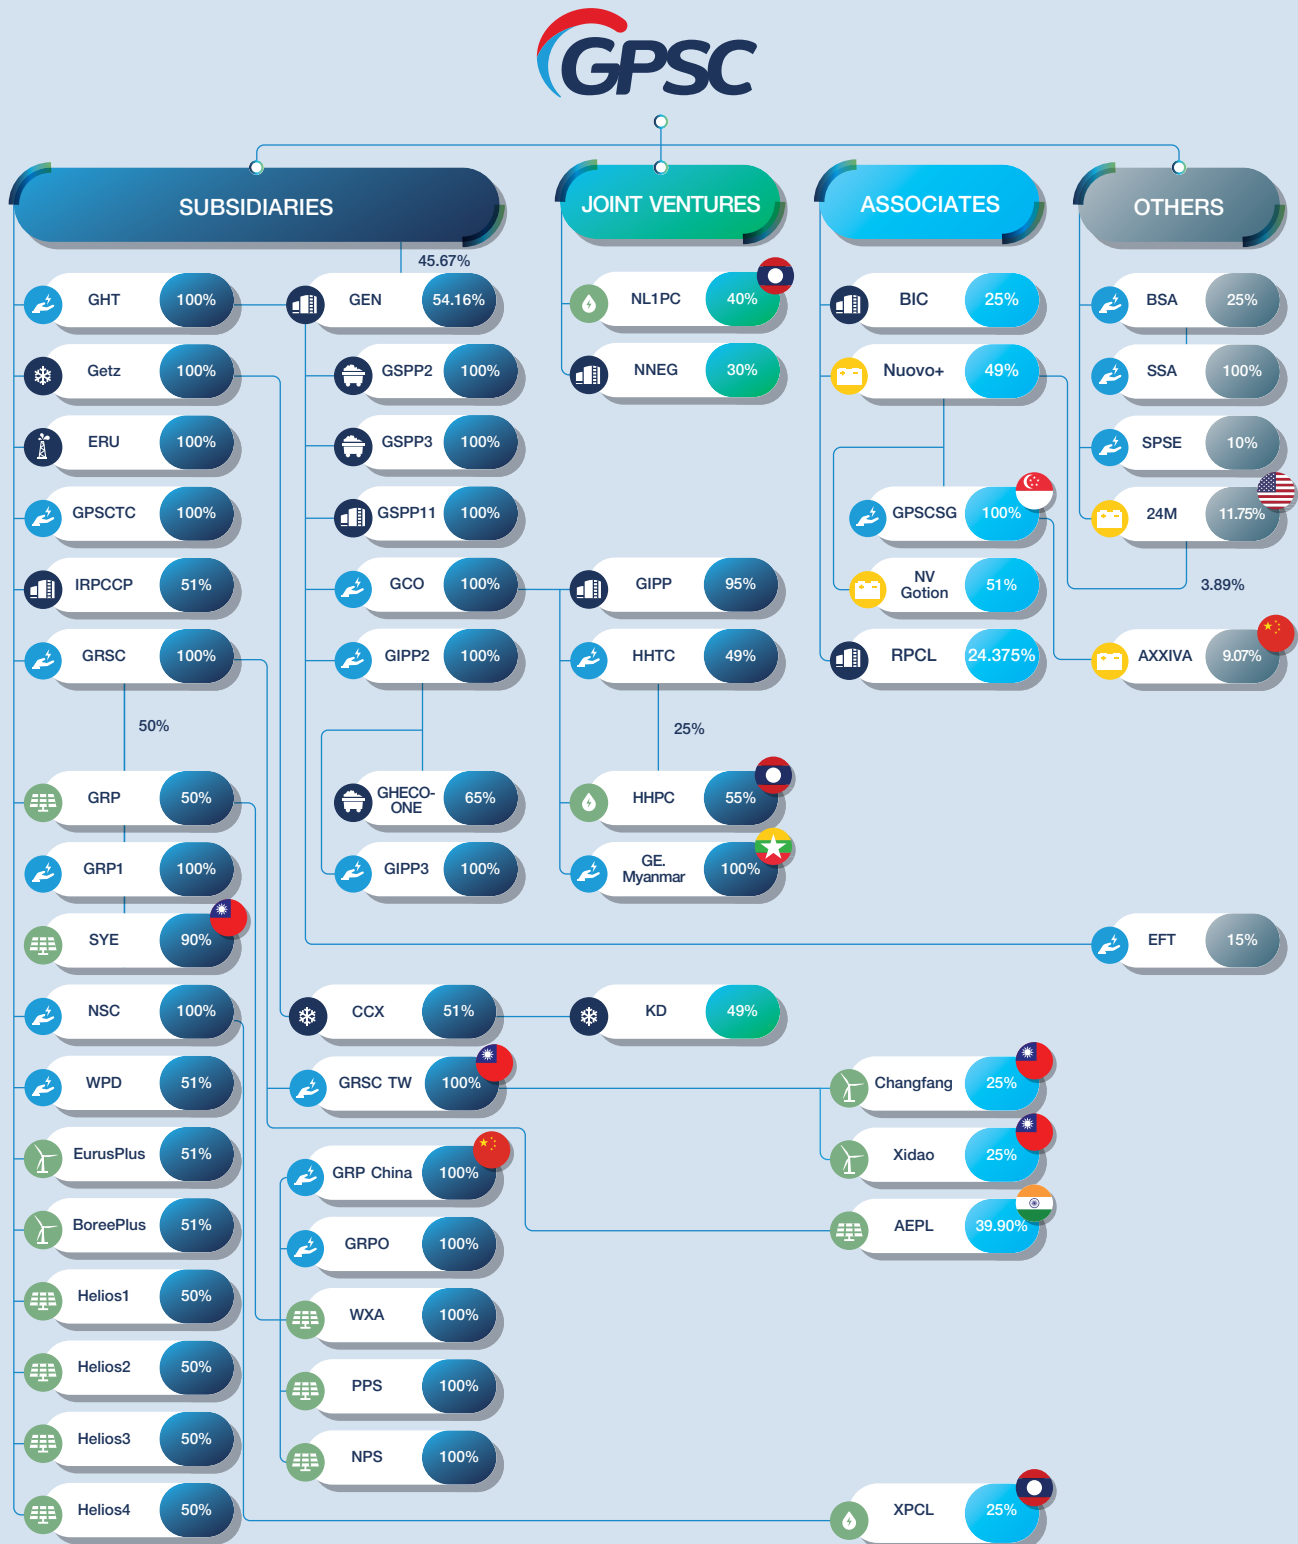 GPSC
SUBSIDIARIES
JOINT VENTURES
ASSOCIATES
OTHERS
45.67%
GHT 100%
GEN 54.16%
NL1PC 40%
BIC 25%
BSA 25%
Getz 100%
GSPP2 100%
NNEG 30%
Nuovo+ 49%
SSA 100%
ERU 100%
GSPP3 100%
SPSE 10%
GPSCTC 100%
GSPP11 100%
GPSCSG 100%
24M 11.75%
IRPCCP 51%
GCO 100%
GIPP 95%
NV
Gotion
51%
3.89%
GRSC 100%
GIPP2 100%
HHTC 49%
RPCL 24.375%
AXXIVA 9.07%
50%
25%
GRP 50%
GHECO-
ONE
65%
HHPC 55%
GRP1 100%
GIPP3 100%
GE.
Myanmar
100%
SYE 90%
EFT 15%
NSC 100%
CCX 51%
KD 49%
WPD 51%
GRSC TW 100%
Changfang 25%
EurusPlus 51%
GRP China 100%
Xidao 25%
BoreePlus 51%
GRPO 100%
AEPL 39.90%
Helios1 50%
WXA 100%
Helios2 50%
PPS 100%
Helios3 50%
NPS 100%
Helios4 50%
XPCL 25%